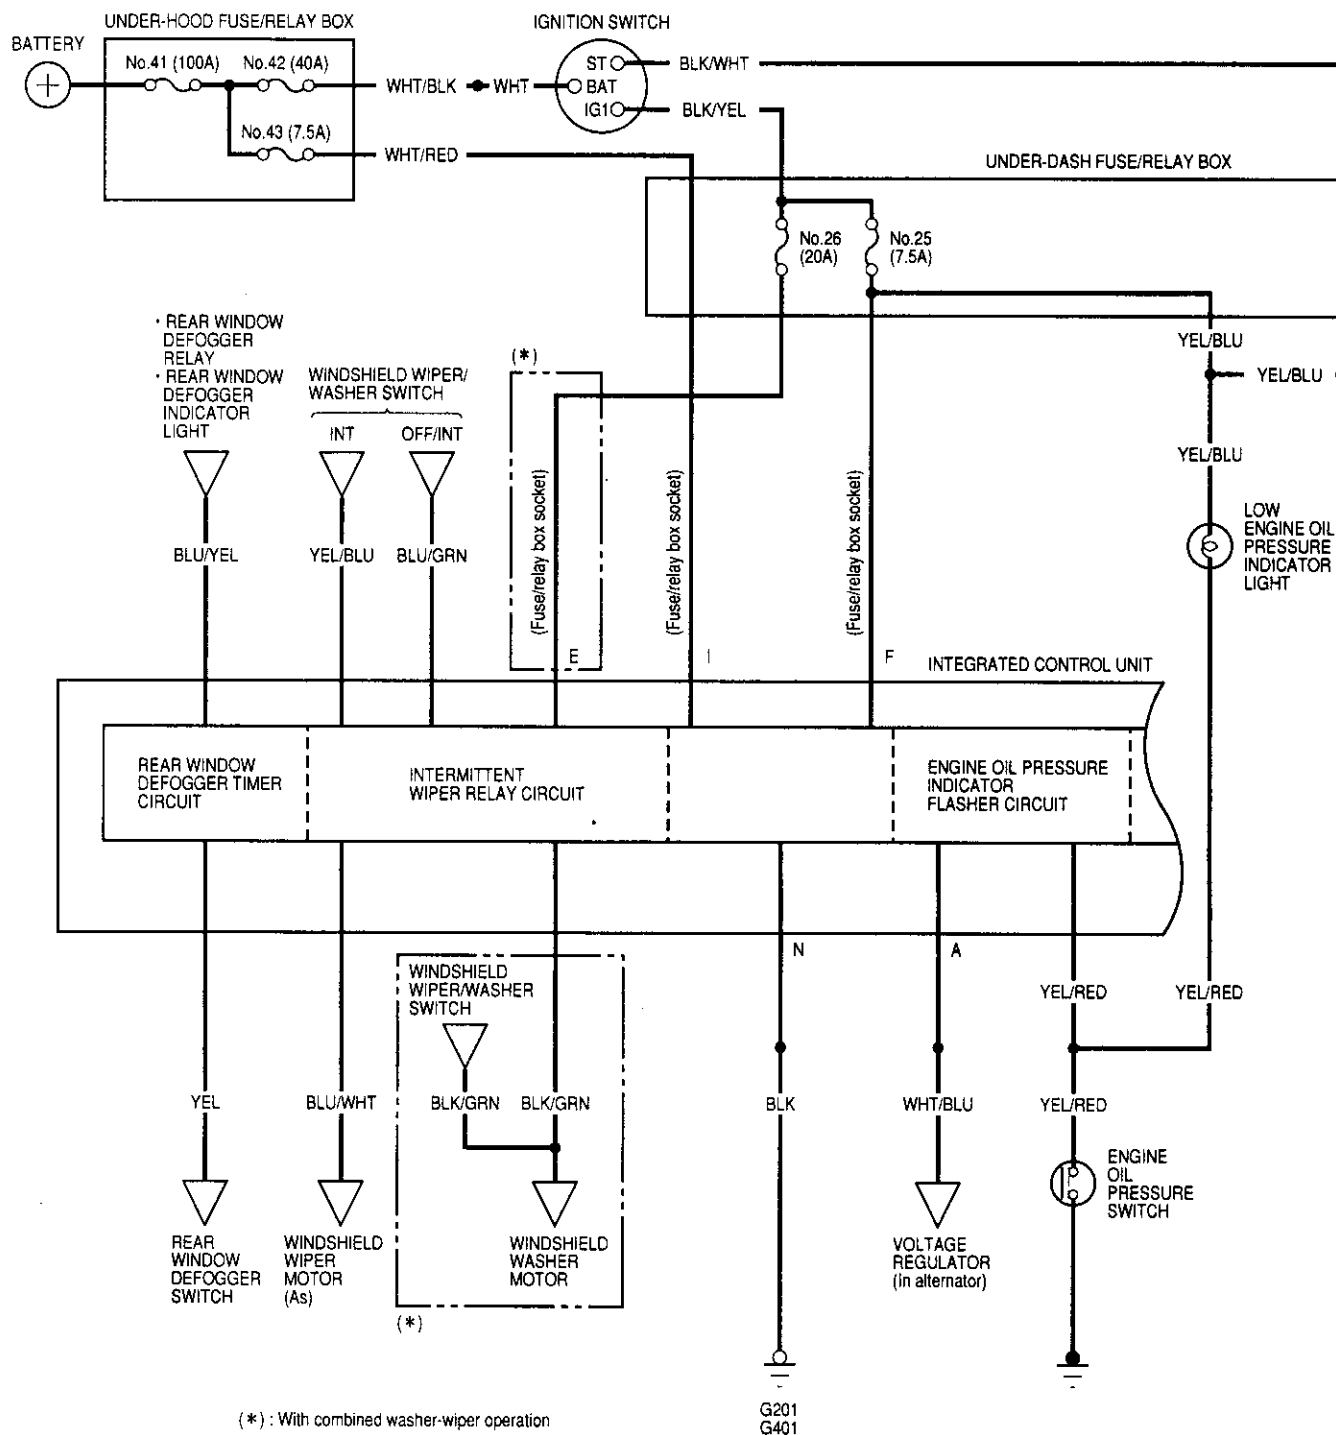 UNDER-HOOD FUSE/RELAY BOX
IGNITION SWITCH
BATTERY
No.41 (100A)
No.42 (40A)
ST
BLK/WHT
WHT/BLK
WHT
BAT
IG1
BLK/YEL
No.43 (7.5A)
WHT/RED
UNDER-DASH FUSE/RELAY BOX
No.26
(20A)
No.25
(7.5A)
• REAR WINDOW
DEFOGGER
RELAY
• REAR WINDOW
DEFOGGER
INDICATOR
LIGHT
WINDSHIELD WIPER/
WASHER SWITCH
INT
OFF/INT
(*)
YEL/BLU
YEL/BLU
YEL/BLU
BLU/YEL
YEL/BLU
BLU/GRN
(Fuse/relay box socket)
(Fuse/relay box socket)
(Fuse/relay box socket)
LOW
ENGINE OIL
PRESSURE
INDICATOR
LIGHT
E
I
F
INTEGRATED CONTROL UNIT
REAR WINDOW
DEFOGGER TIMER
CIRCUIT
INTERMITTENT
WIPER RELAY CIRCUIT
ENGINE OIL PRESSURE
INDICATOR
FLASHER CIRCUIT
N
A
WINDSHIELD
WIPER/WASHER
SWITCH
YEL/RED
YEL/RED
YEL
BLU/WHT
BLK/GRN
BLK/GRN
BLK
WHT/BLU
YEL/RED
ENGINE
OIL
PRESSURE
SWITCH
REAR
WINDOW
DEFOGGER
SWITCH
WINDSHIELD
WIPER
MOTOR
(As)
WINDSHIELD
WASHER
MOTOR
VOLTAGE
REGULATOR
(in alternator)
(*)
G201
G401
(*) : With combined washer-wiper operation